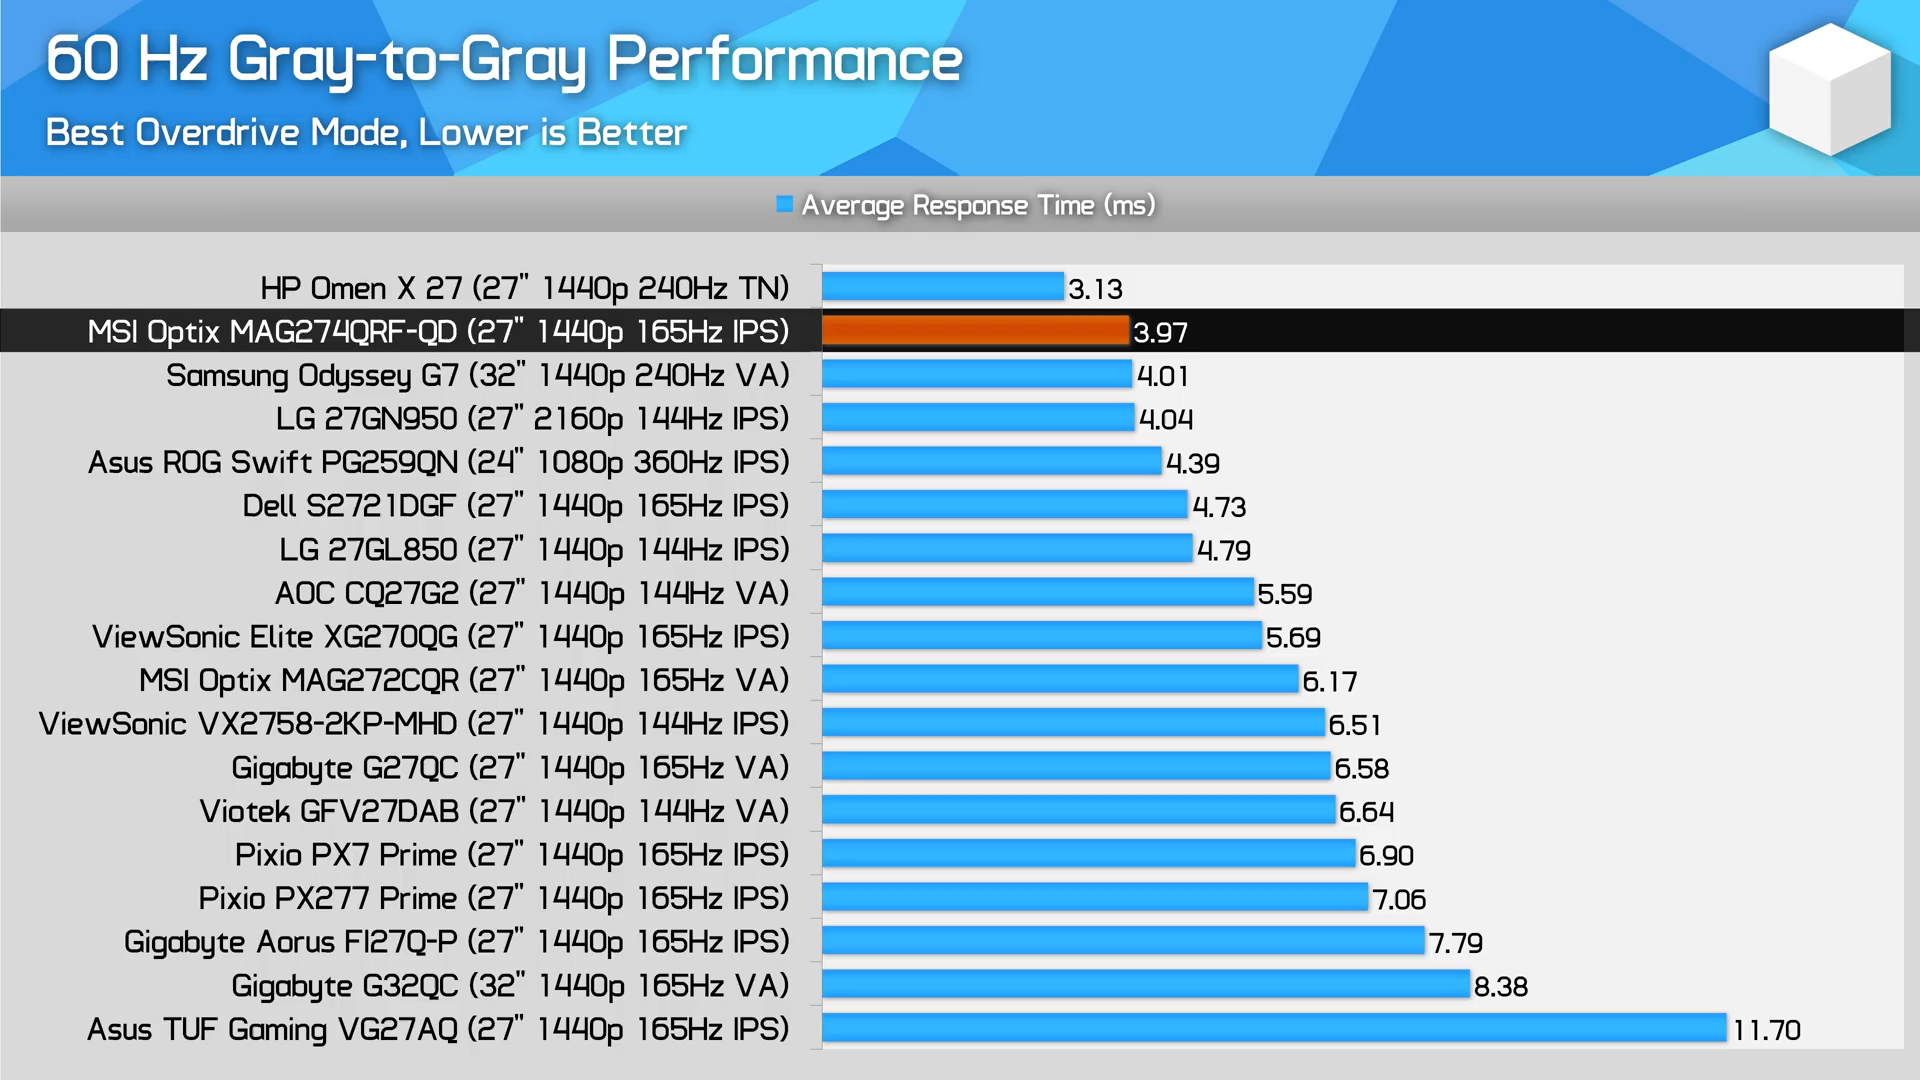 60 Hz Gray-to-Gray Performance
Best Overdrive Mode, Lower is Better
Average Response Time (ms)
HP Omen X 27 (27" 1440p 240Hz TN) 3.13
MSI Optix MAG274QRF-QD (27" 1440p 165Hz IPS) 3.97
Samsung Odyssey G7 (32" 1440p 240Hz VA) 4.01
LG 27GN950 (27" 2160p 144Hz IPS) 4.04
Asus ROG Swift PG259QN (24" 1080p 360Hz IPS) 4.39
Dell S2721DGF (27" 1440p 165Hz IPS) 4.73
LG 27GL850 (27" 1440p 144Hz IPS) 4.79
AOC CQ27G2 (27" 1440p 144Hz VA) 5.59
ViewSonic Elite XG270QG (27" 1440p 165Hz IPS) 5.69
MSI Optix MAG272CQR (27" 1440p 165Hz VA) 6.17
ViewSonic VX2758-2KP-MHD (27" 1440p 144Hz IPS) 6.51
Gigabyte G27QC (27" 1440p 165Hz VA) 6.58
Viotek GFV27DAB (27" 1440p 144Hz VA) 6.64
Pixio PX7 Prime (27" 1440p 165Hz IPS) 6.90
Pixio PX277 Prime (27" 1440p 165Hz IPS) 7.06
Gigabyte Aorus FI27Q-P (27" 1440p 165Hz IPS) 7.79
Gigabyte G32QC (32" 1440p 165Hz VA) 8.38
Asus TUF Gaming VG27AQ (27" 1440p 165Hz IPS) 11.70